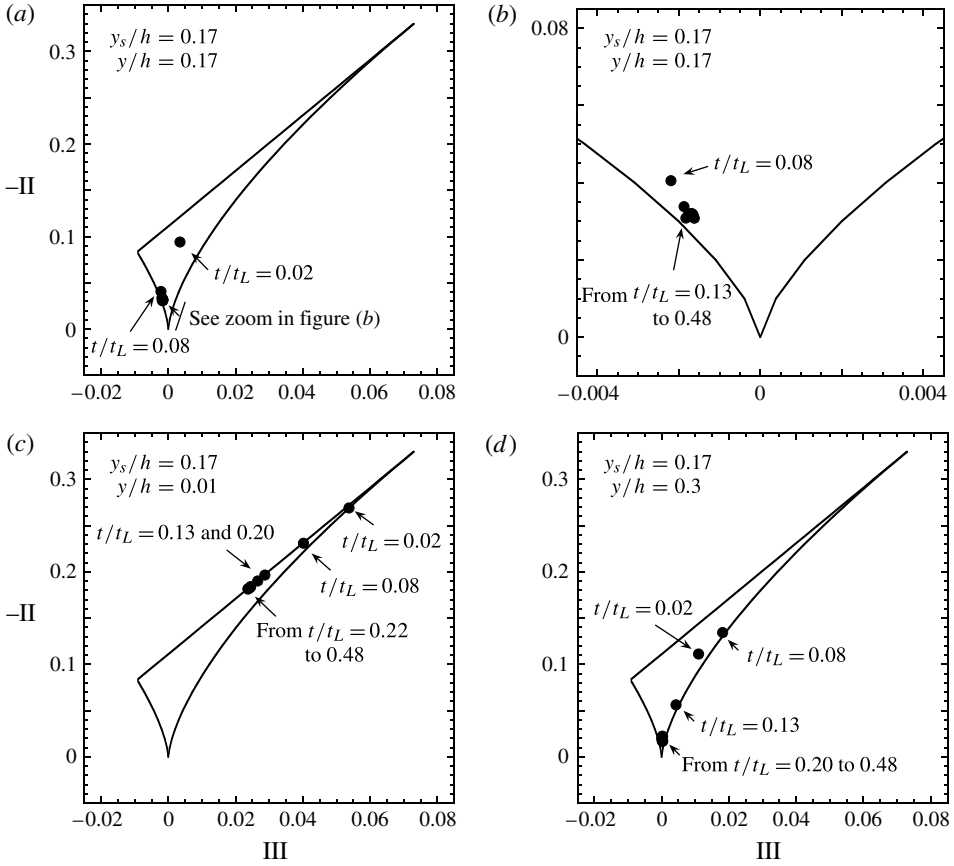 (a)
y_s/h = 0.17
y/h = 0.17
0.3
0.2
–II
0.1
0
t/t_L = 0.02
See zoom in figure (b)
t/t_L = 0.08
−0.02 0 0.02 0.04 0.06 0.08
(b)
0.08
y_s/h = 0.17
y/h = 0.17
t/t_L = 0.08
From t/t_L = 0.13
to 0.48
0
−0.004 0 0.004
(c)
y_s/h = 0.17
y/h = 0.01
0.3
t/t_L = 0.13 and 0.20
t/t_L = 0.02
0.2
t/t_L = 0.08
–II
From t/t_L = 0.22
to 0.48
0.1
0
−0.02 0 0.02 0.04 0.06 0.08
III
(d)
y_s/h = 0.17
y/h = 0.3
0.3
0.2
t/t_L = 0.02
t/t_L = 0.08
0.1
t/t_L = 0.13
From t/t_L = 0.20 to 0.48
0
−0.02 0 0.02 0.04 0.06 0.08
III